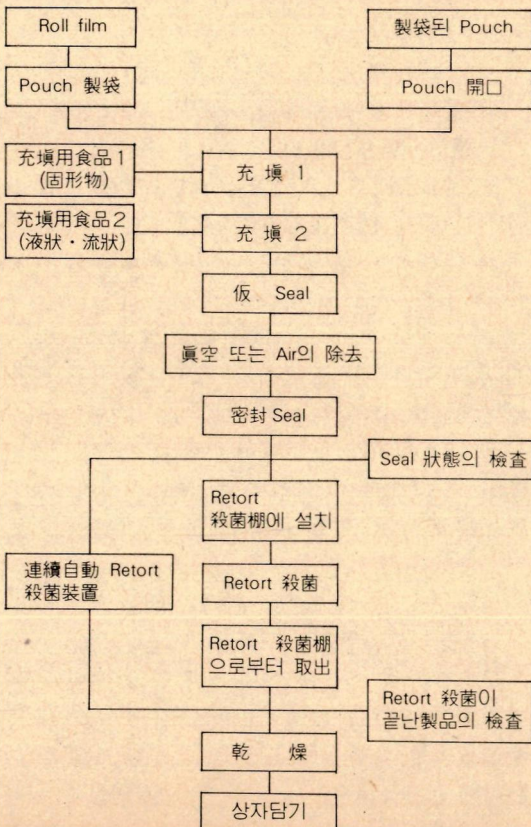 Roll film
製袋된 Pouch
Pouch 製袋
Pouch 開口
充塡用食品1
(固形物)
充 塡 1
充塡用食品2
(液狀・流狀)
充 塡 2
仮 Seal
眞空 또는 Air의 除去
密封 Seal
Seal 狀態의 檢査
Retort
殺菌棚에 설치
連續自動 Retort
殺菌裝置
Retort 殺菌
Retort 殺菌棚
으로부터 取出
Retort 殺菌이
끝난製品의 檢査
乾 燥
상자담기